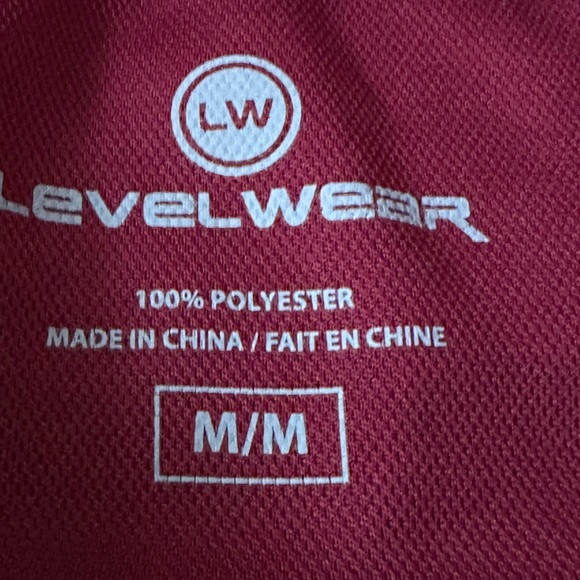 LW
LEVELWEAR
100% POLYESTER
MADE IN CHINA / FAIT EN CHINE
M/M